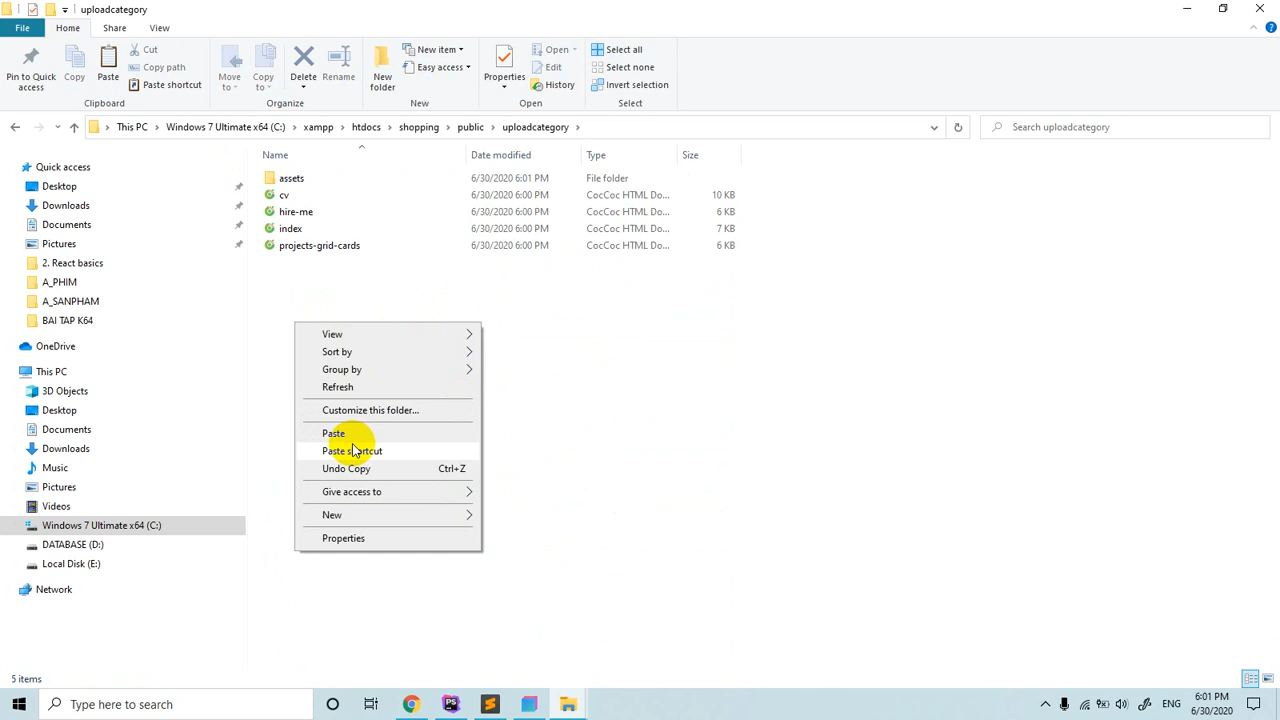 uploadcategory
File Home Share View
Pin to Quick access
Copy
Paste
Cut
Copy path
Paste shortcut
Clipboard
Move to
Copy to
Delete
Rename
Organize
New folder
New item
Easy access
New
Properties
Open
Edit
History
Open
Select all
Select none
Invert selection
Select
This PC > Windows 7 Ultimate x64 (C:) > xampp > htdocs > shopping > public > uploadcategory >
Search uploadcategory
Name Date modified Type Size
assets 6/30/2020 6:01 PM File folder
cv 6/30/2020 6:00 PM CocCoc HTML Do... 10 KB
hire-me 6/30/2020 6:00 PM CocCoc HTML Do... 6 KB
index 6/30/2020 6:00 PM CocCoc HTML Do... 7 KB
projects-grid-cards 6/30/2020 6:00 PM CocCoc HTML Do... 6 KB
Quick access
Desktop
Downloads
Documents
Pictures
2. React basics
A_PHIM
A_SANPHAM
BAI TAP K64
OneDrive
This PC
3D Objects
Desktop
Documents
Downloads
Music
Pictures
Videos
Windows 7 Ultimate x64 (C:)
DATABASE (D:)
Local Disk (E:)
Network
View
Sort by
Group by
Refresh
Customize this folder...
Paste
Paste shortcut
Undo Copy Ctrl+Z
Give access to
New
Properties
5 items
Type here to search
PS
ENG
6:01 PM
6/30/2020